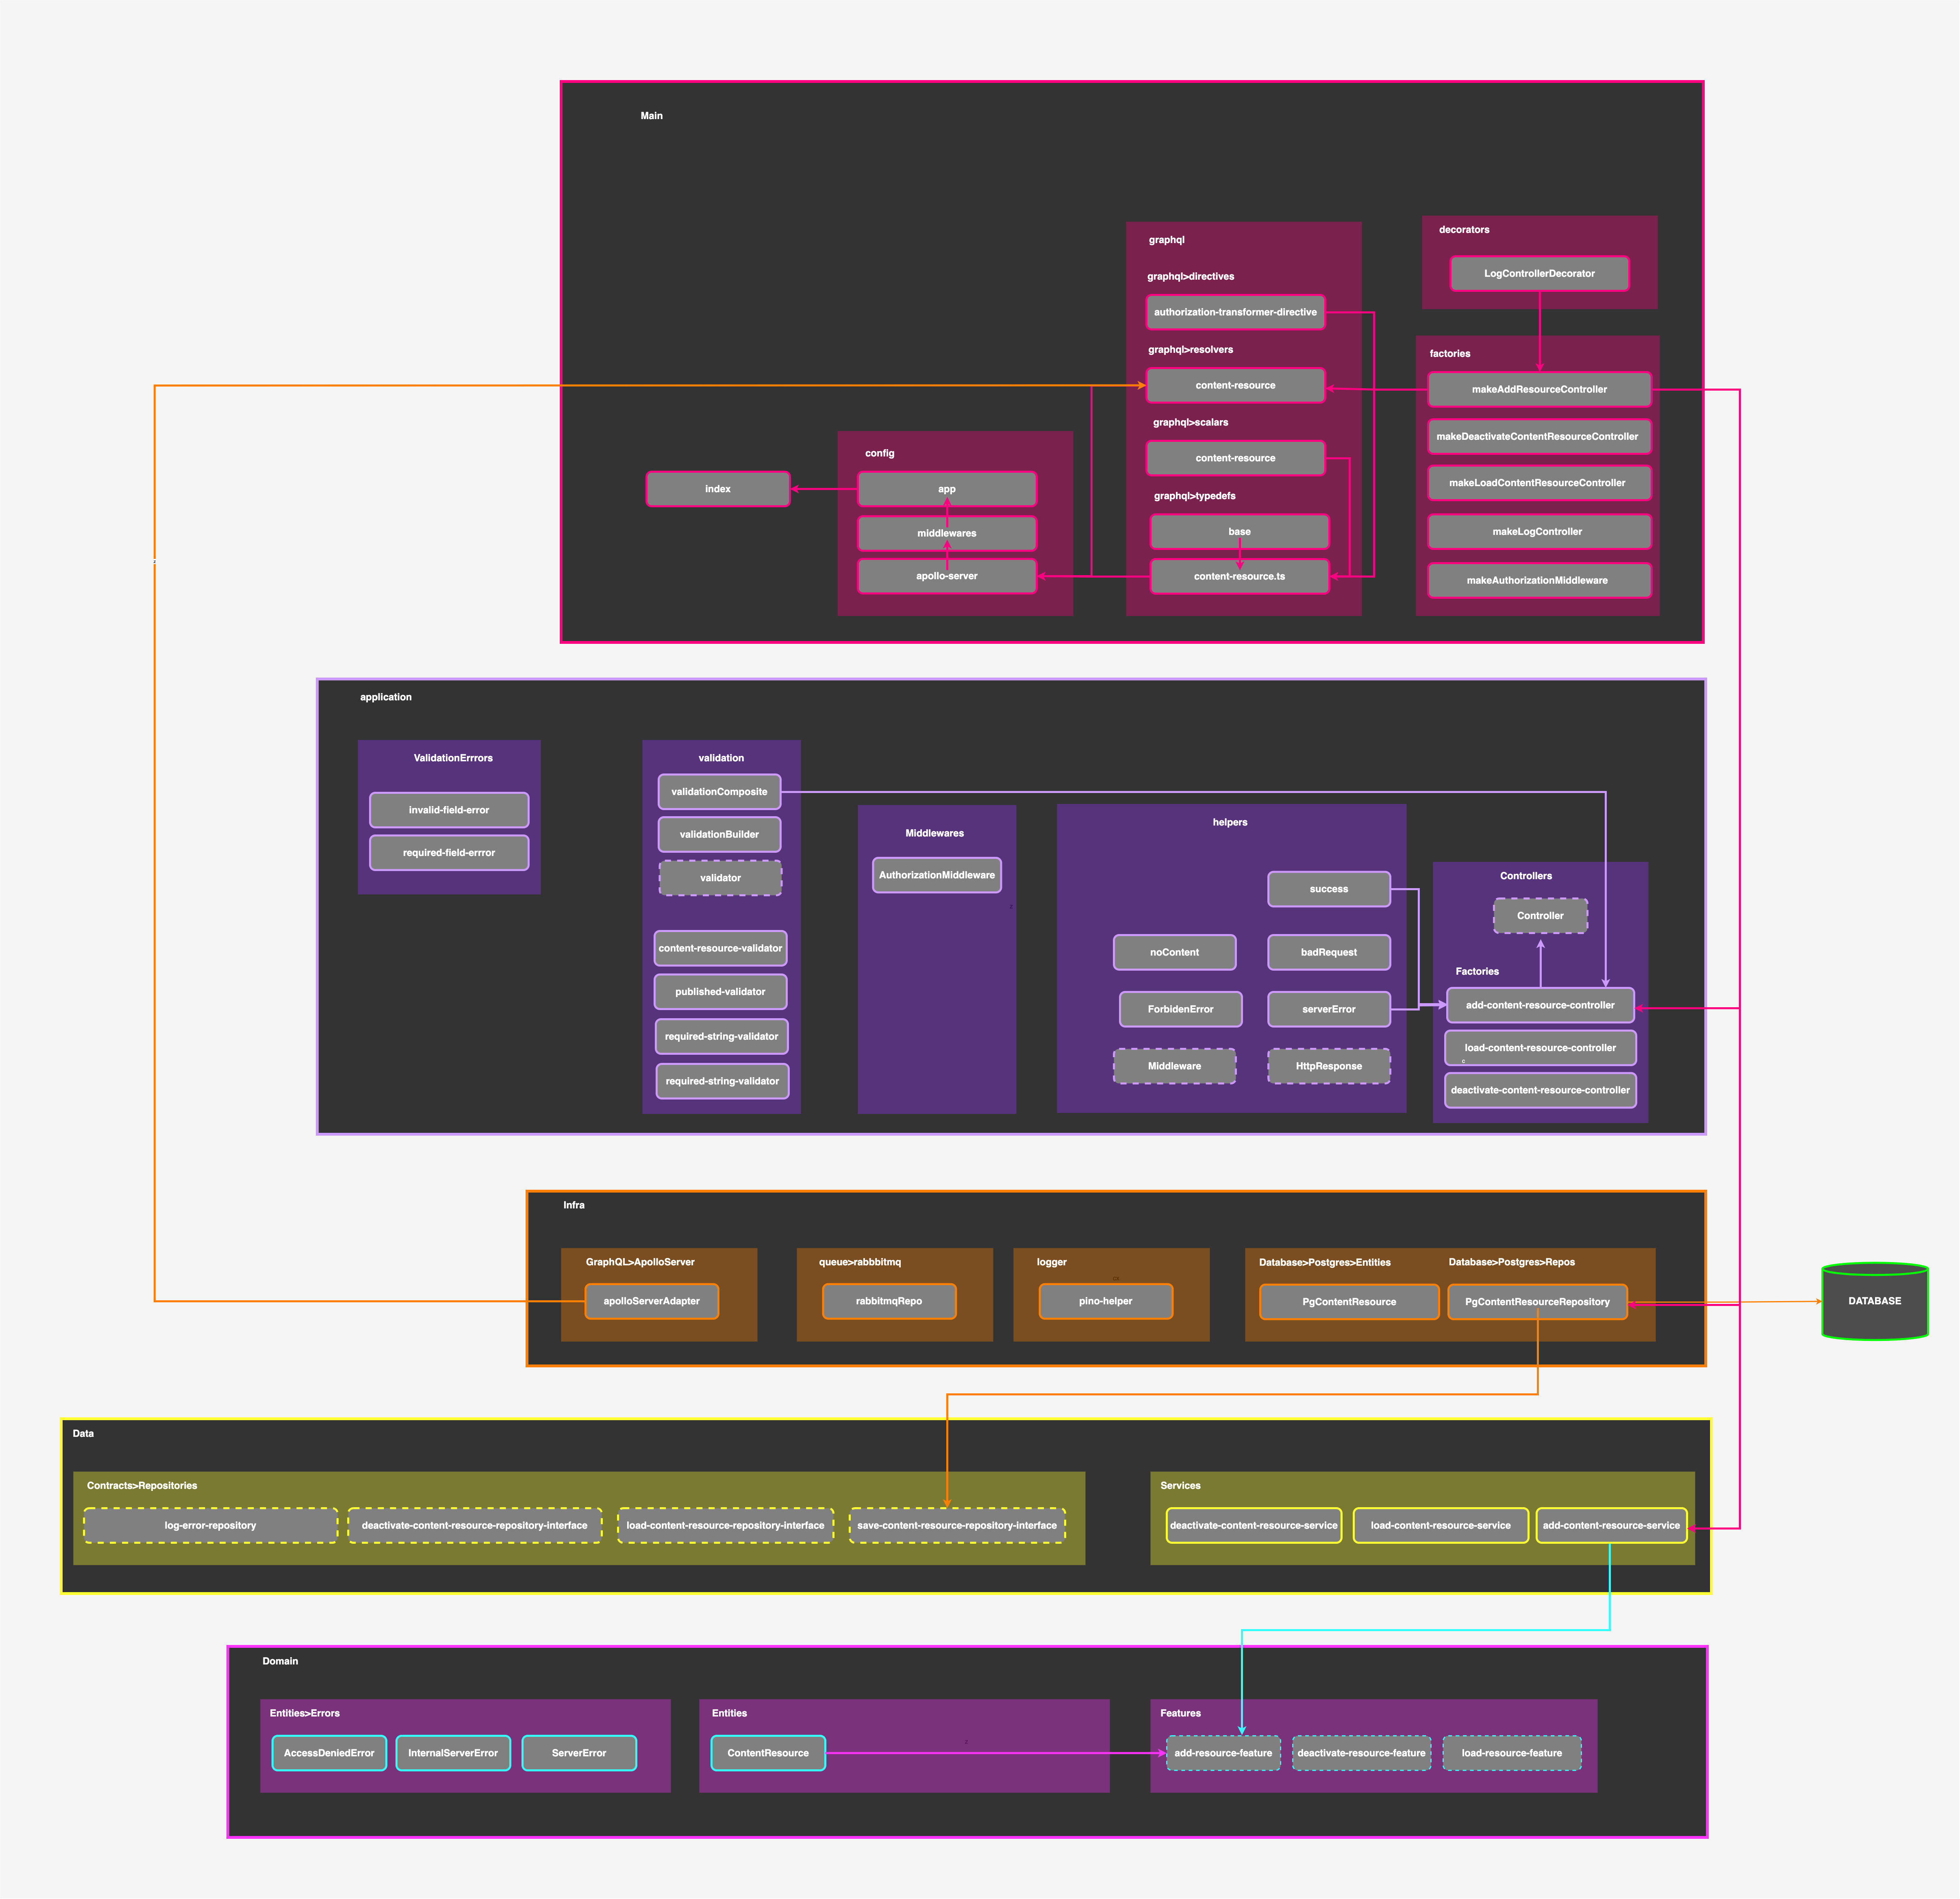 Main
decorators
LogControllerDecorator
graphql
graphql>directives
authorization-transformer-directive
graphql>resolvers
content-resource
graphql>scalars
content-resource
graphql>typedefs
base
content-resource.ts
factories
makeAddResourceController
makeDeactivateContentResourceController
makeLoadContentResourceController
makeLogController
makeAuthorizationMiddleware
config
app
middlewares
apollo-server
index
application
ValidationErrrors
invalid-field-error
required-field-errror
validation
validationComposite
validationBuilder
validator
content-resource-validator
published-validator
required-string-validator
required-string-validator
Middlewares
AuthorizationMiddleware
helpers
success
noContent
badRequest
ForbidenError
serverError
Middleware
HttpResponse
Controllers
Controller
Factories
add-content-resource-controller
load-content-resource-controller
c
deactivate-content-resource-controller
Infra
GraphQL>ApolloServer
apolloServerAdapter
queue>rabbbitmq
rabbitmqRepo
logger
pino-helper
Database>Postgres>Entities
PgContentResource
Database>Postgres>Repos
PgContentResourceRepository
DATABASE
Data
Contracts>Repositories
log-error-repository
deactivate-content-resource-repository-interface
load-content-resource-repository-interface
save-content-resource-repository-interface
Services
deactivate-content-resource-service
load-content-resource-service
add-content-resource-service
Domain
Entities>Errors
AccessDeniedError
InternalServerError
ServerError
Entities
ContentResource
Features
add-resource-feature
deactivate-resource-feature
load-resource-feature